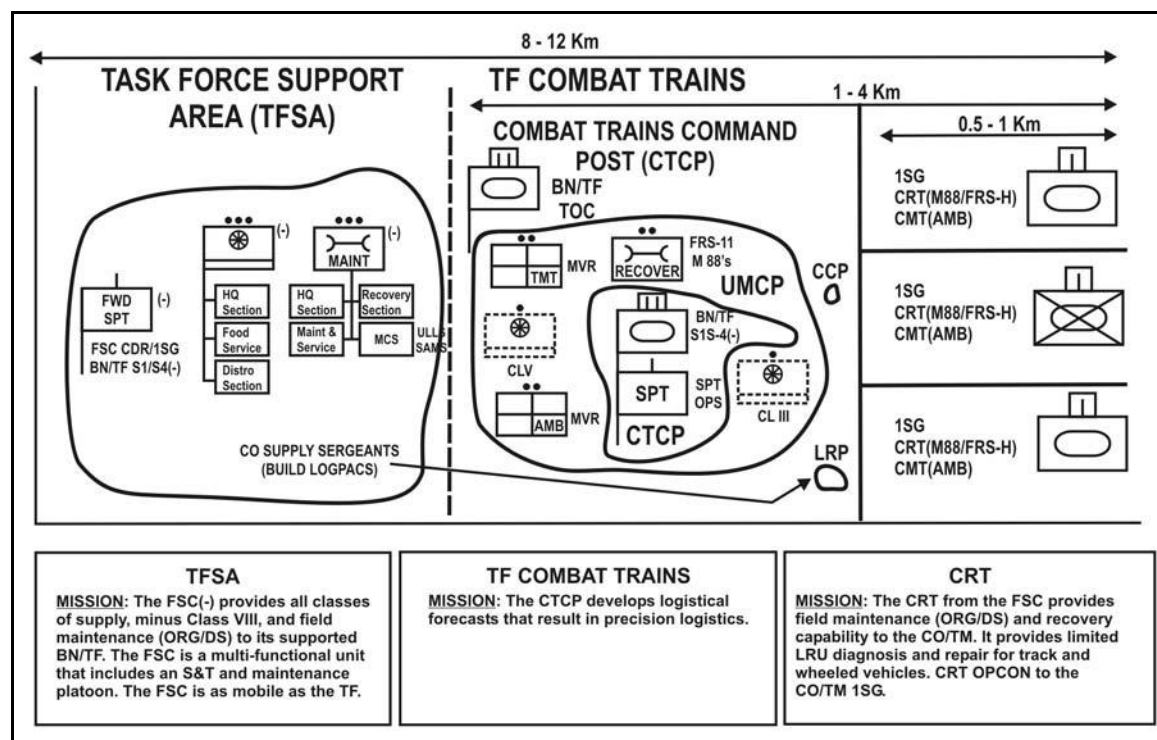 8 - 12 Km
TASK FORCE SUPPORT
AREA (TFSA)
TF COMBAT TRAINS
1 - 4 Km
COMBAT TRAINS COMMAND
POST (CTCP)
0.5 - 1 Km
BN/TF
TOC
(-)
(-)
MAINT
FWD
SPT
(-)
FSC CDR/1SG
BN/TF S1/S4(-)
HQ
Section
Food
Service
Distro
Section
HQ
Section
Recovery
Section
Maint &
Service
MCS
ULLS
SAMS
CO SUPPLY SERGEANTS
(BUILD LOGPACS)
TMT
MVR
RECOVER
FRS-11
M 88's
UMCP
CLV
BN/TF
S1S-4(-)
SPT
SPT
OPS
CTCP
CL III
AMB
MVR
CCP
LRP
1SG
CRT(M88/FRS-H)
CMT(AMB)
1SG
CRT(M88/FRS-H)
CMT(AMB)
1SG
CRT(M88/FRS-H)
CMT(AMB)
TFSA
MISSION: The FSC(-) provides all classes
of supply, minus Class VIII, and field
maintenance (ORG/DS) to its supported
BN/TF. The FSC is a multi-functional unit
that includes an S&T and maintenance
platoon. The FSC is as mobile as the TF.
TF COMBAT TRAINS
MISSION: The CTCP develops logistical
forecasts that result in precision logistics.
CRT
MISSION: The CRT from the FSC provides
field maintenance (ORG/DS) and recovery
capability to the CO/TM. It provides limited
LRU diagnosis and repair for track and
wheeled vehicles. CRT OPCON to the
CO/TM 1SG.